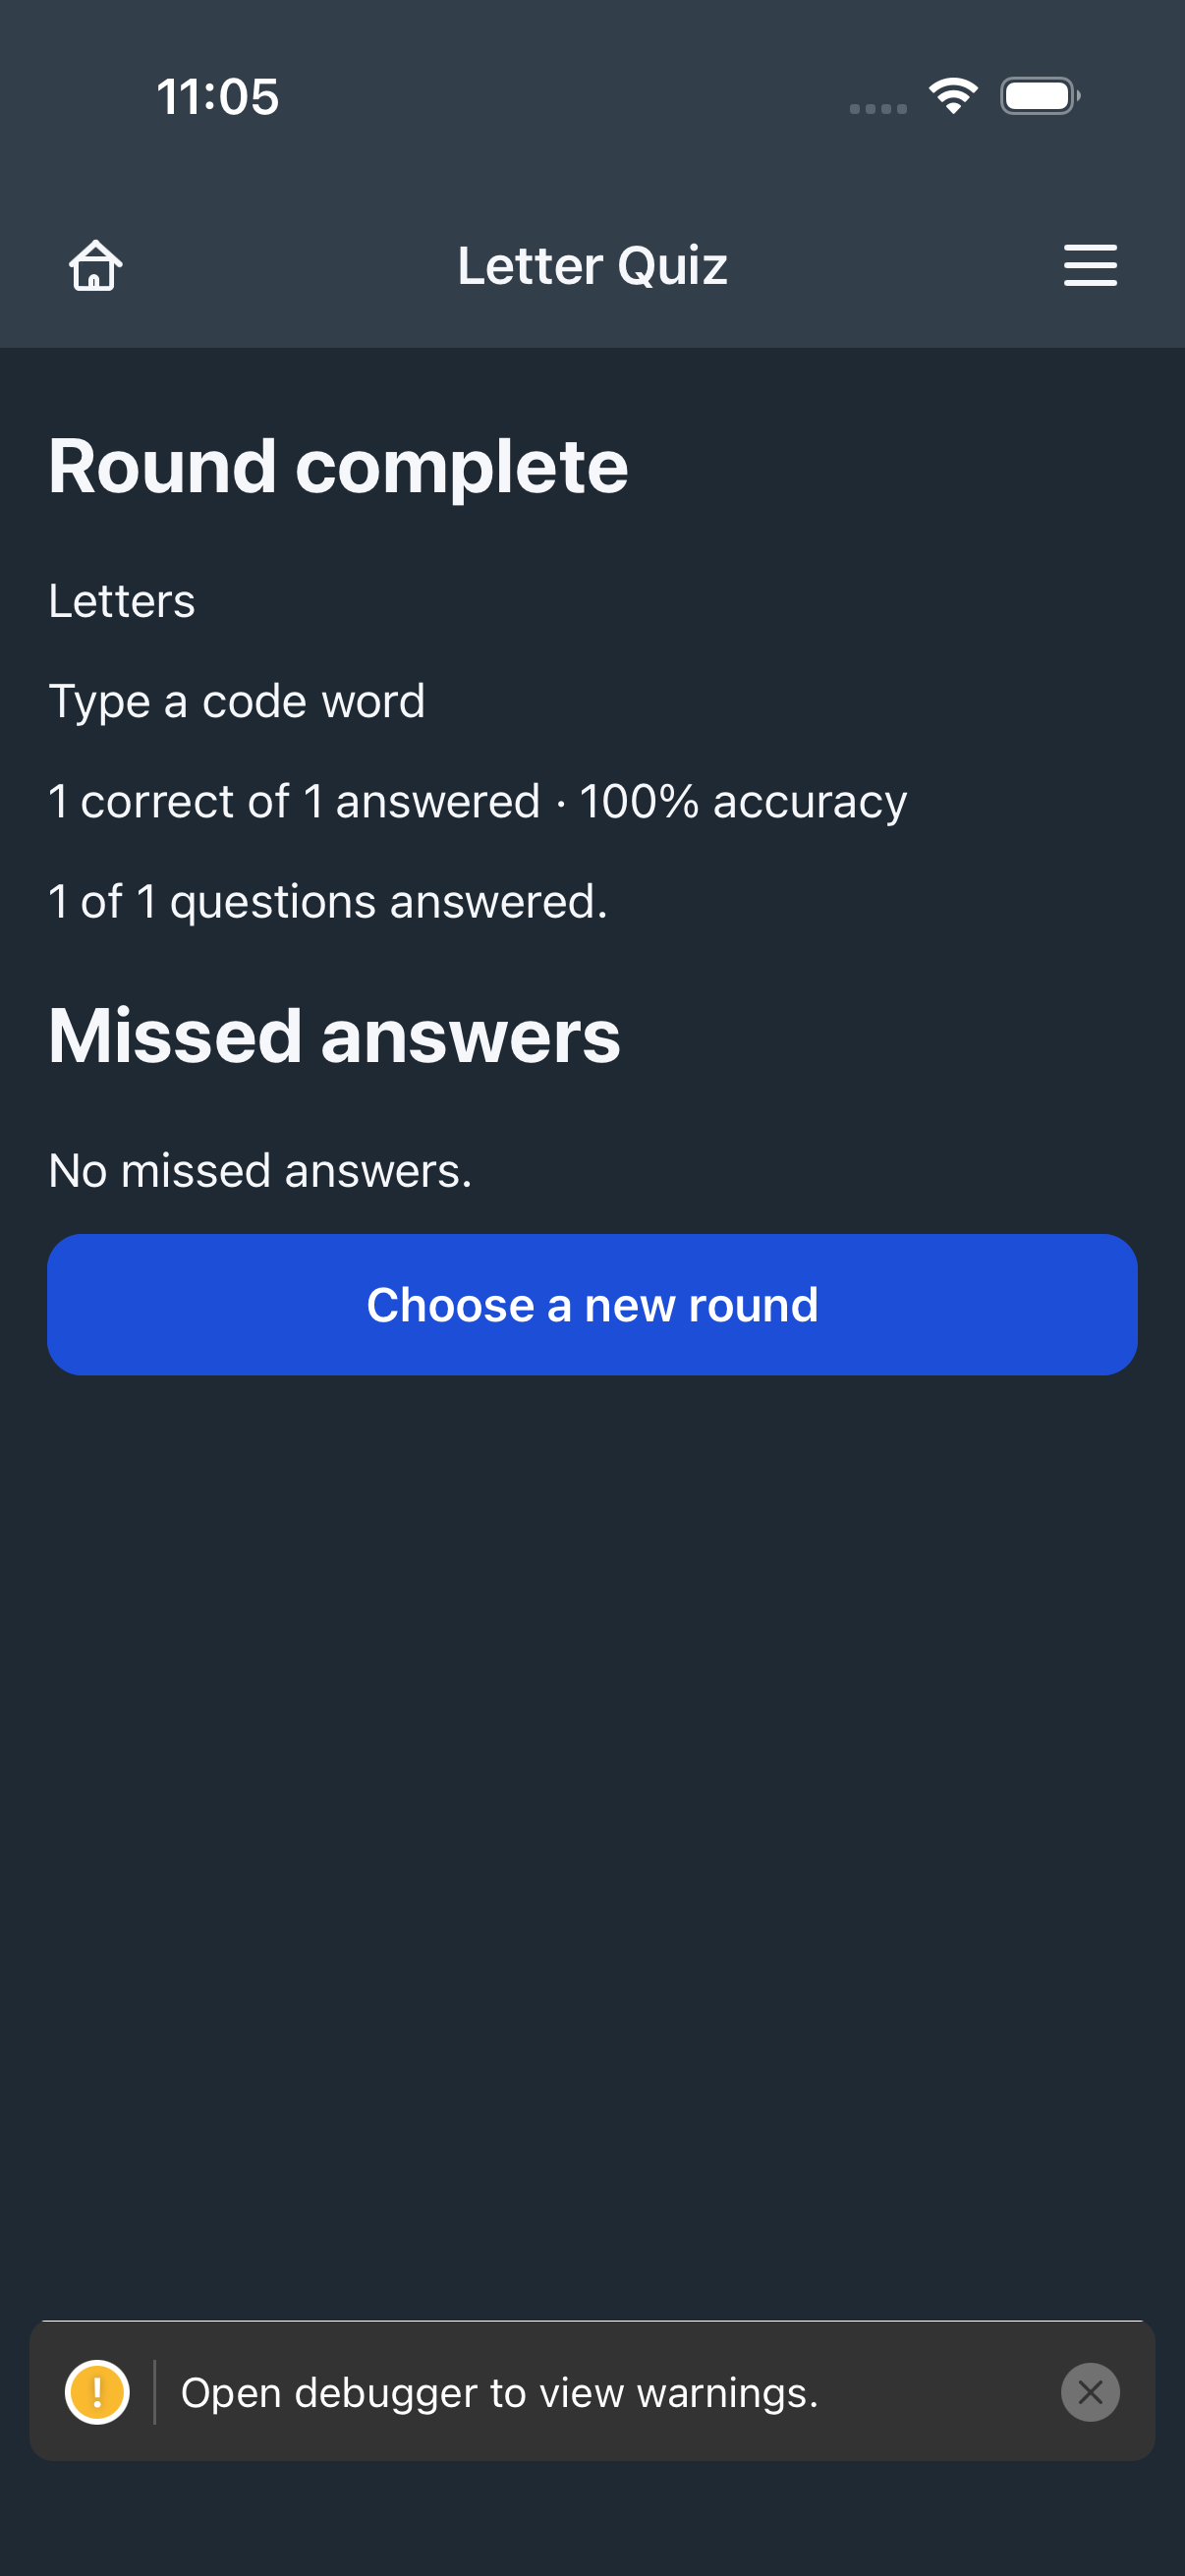 11:05
Letter Quiz
Round complete
Letters
Type a code word
1 correct of 1 answered · 100% accuracy
1 of 1 questions answered.
Missed answers
No missed answers.
Choose a new round
! Open debugger to view warnings.